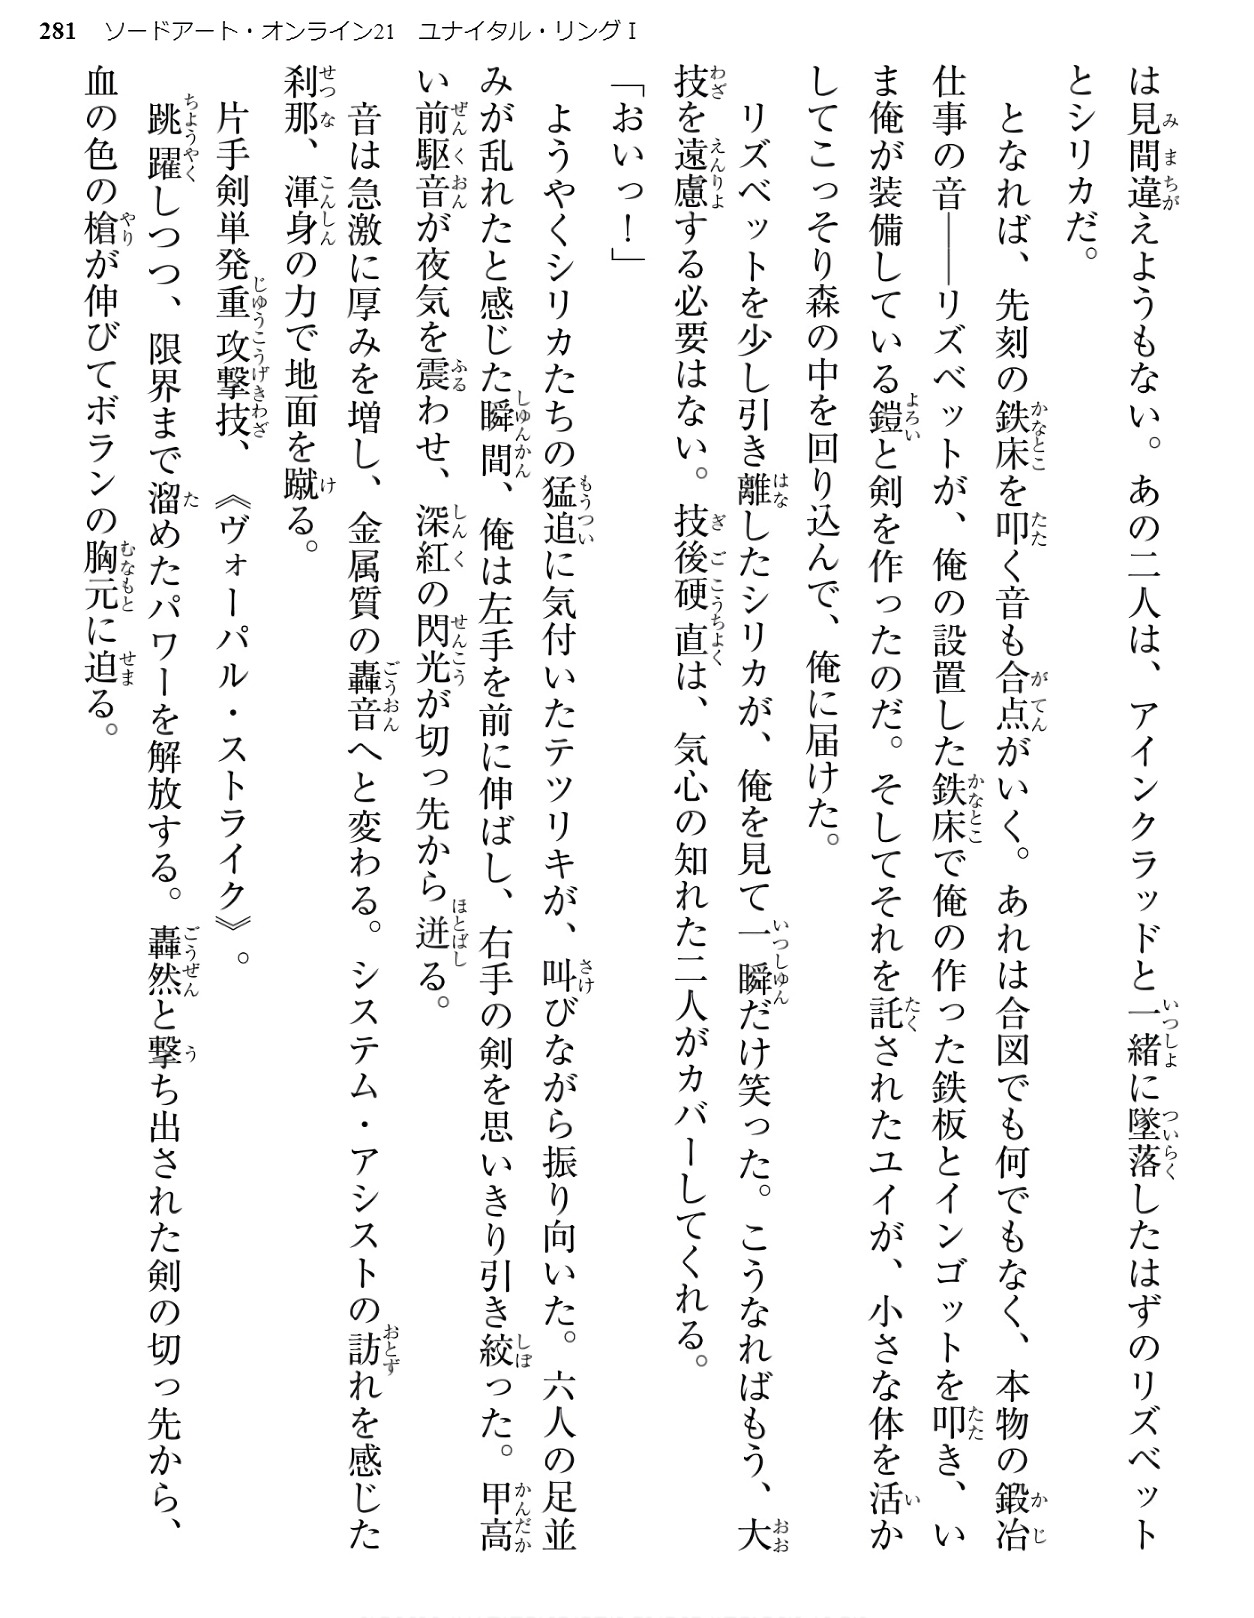 281 ソードアート・オンライン21 ユナイタル・リングⅠ
は見間違えようもない。あの二人は、アインクラッドと一緒に墜落したはずのリズベット
とシリカだ。
となれば、先刻の鉄床を叩く音も合点がいく。あれは合図でも何でもなく、本物の鍛冶
仕事の音――リズベットが、俺の設置した鉄床で俺の作った鉄板とインゴットを叩き、い
ま俺が装備している鎧と剣を作ったのだ。そしてそれを託されたユイが、小さな体を活か
してこっそり森の中を回り込んで、俺に届けた。
リズベットを少し引き離したシリカが、俺を見て一瞬だけ笑った。こうなればもう、大
技を遠慮する必要はない。技後硬直は、気心の知れた二人がカバーしてくれる。
「おいっ！」
ようやくシリカたちの猛追に気付いたテツリキが、叫びながら振り向いた。六人の足並
みが乱れたと感じた瞬間、俺は左手を前に伸ばし、右手の剣を思いきり引き絞った。甲高
い前駆音が夜気を震わせ、深紅の閃光が切っ先から迸る。
音は急激に厚みを増し、金属質の轟音へと変わる。システム・アシストの訪れを感じた
刹那、渾身の力で地面を蹴る。
片手剣単発重攻撃技、《ヴォーパル・ストライク》。
跳躍しつつ、限界まで溜めたパワーを解放する。轟然と撃ち出された剣の切っ先から、
血の色の槍が伸びてボランの胸元に迫る。